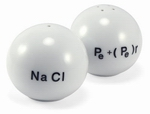 Na Cl
Pe + (Pe) r